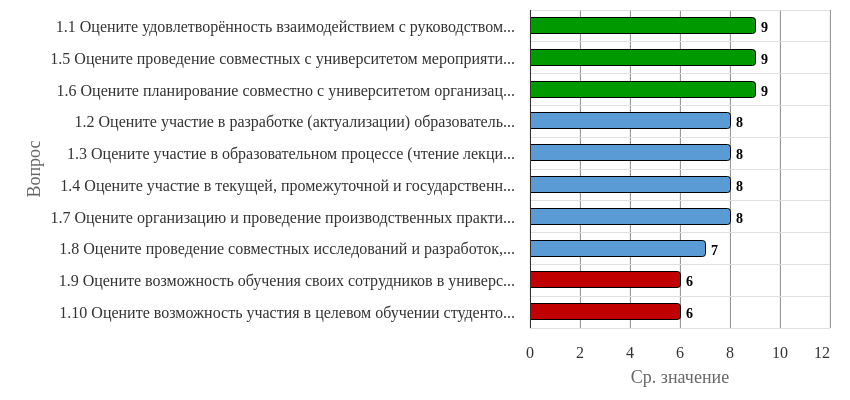 1.1 Оцените удовлетворённость взаимодействием с руководством... 9
1.5 Оцените проведение совместных с университетом мероприяти... 9
1.6 Оцените планирование совместно с университетом организац... 9
1.2 Оцените участие в разработке (актуализации) образователь... 8
1.3 Оцените участие в образовательном процессе (чтение лекци... 8
1.4 Оцените участие в текущей, промежуточной и государственн... 8
1.7 Оцените организацию и проведение производственных практи... 8
1.8 Оцените проведение совместных исследований и разработок,... 7
1.9 Оцените возможность обучения своих сотрудников в универс... 6
1.10 Оцените возможность участия в целевом обучении студенто... 6
Вопрос
0 2 4 6 8 10 12
Ср. значение